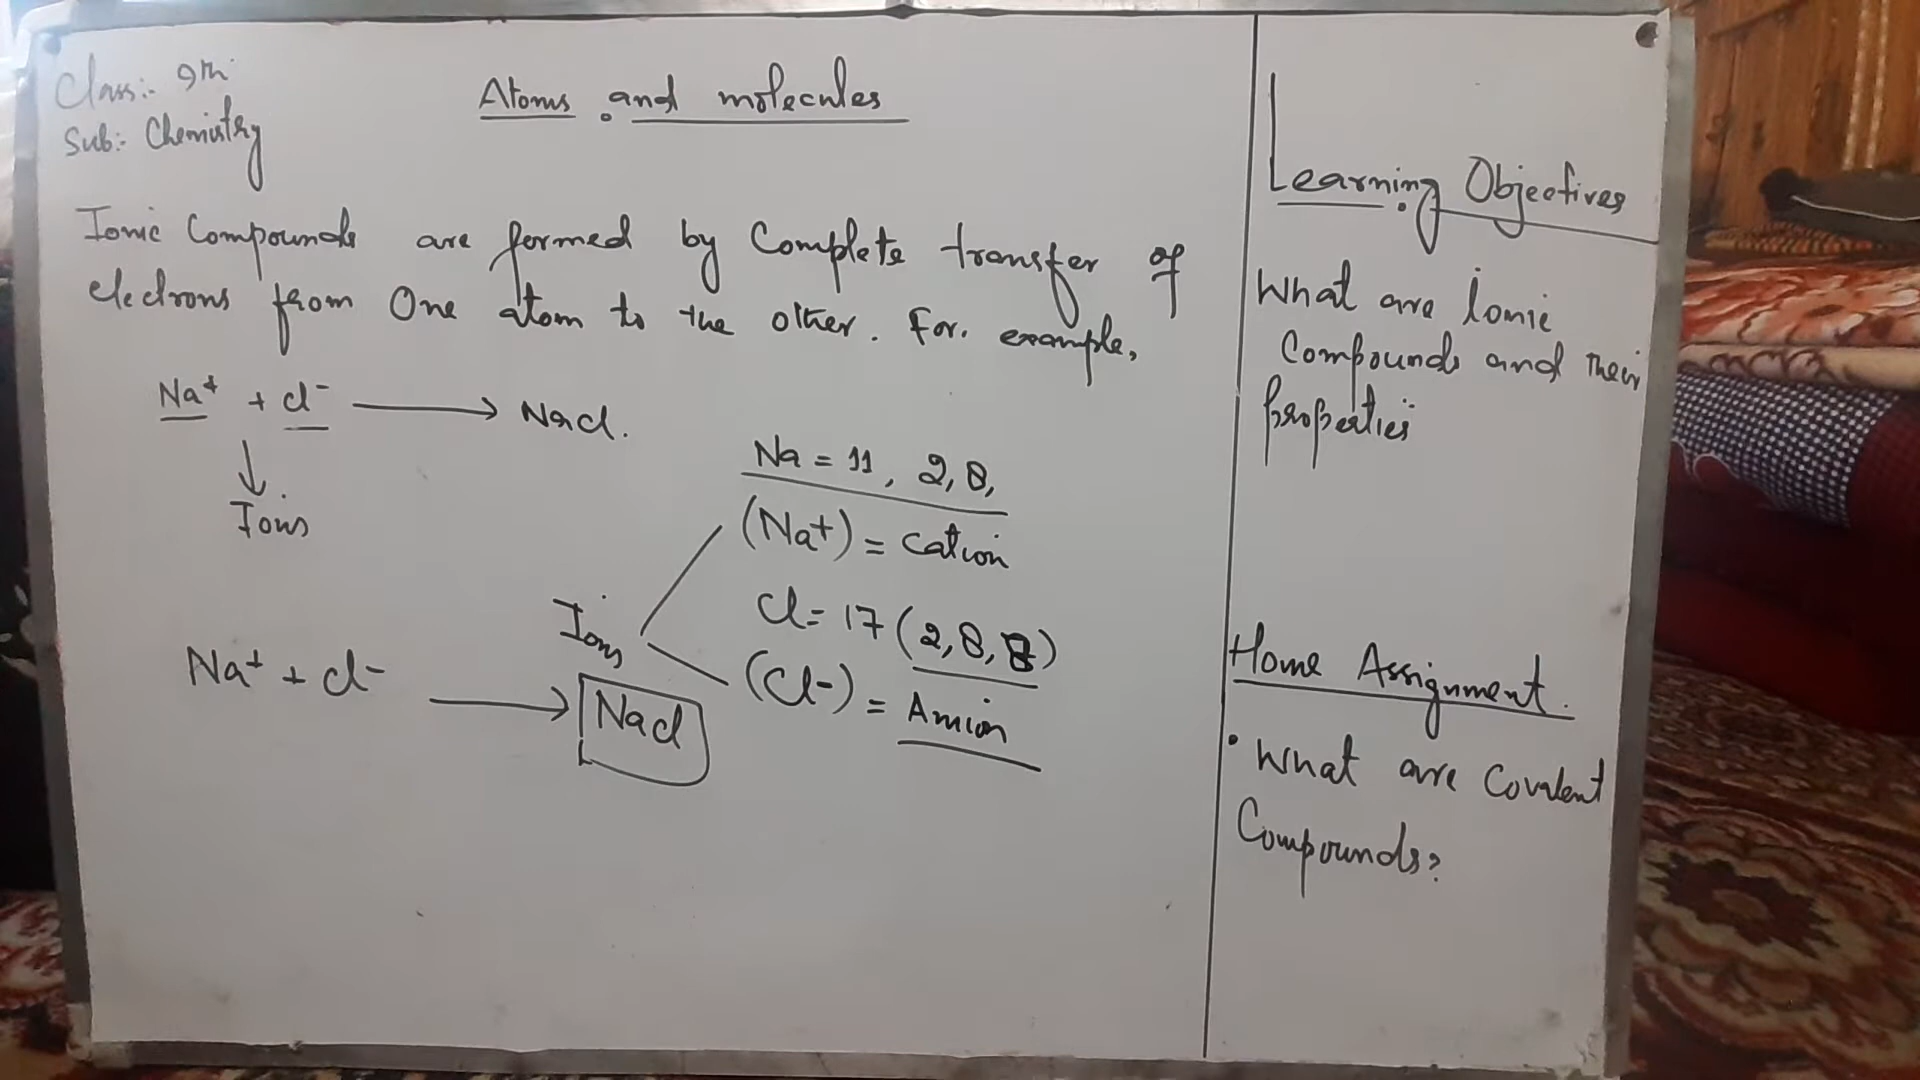 Class:- 9th
Sub:- Chemistry
Atoms and molecules
Ionic Compounds are formed by Complete transfer of
electrons from One atom to the other. For. example,
Na⁺ + Cl⁻ → NaCl.
↓
Ions
Na = 11, 2,8,
(Na+) = Cation
Cl = 17 (2,8,8)
Ions
(Cl-) = Anion
Na⁺ + Cl⁻ → NaCl
Learning Objectives
What are Ionic
Compounds and their
properties
Home Assignment.
• What are Covalent
Compounds?